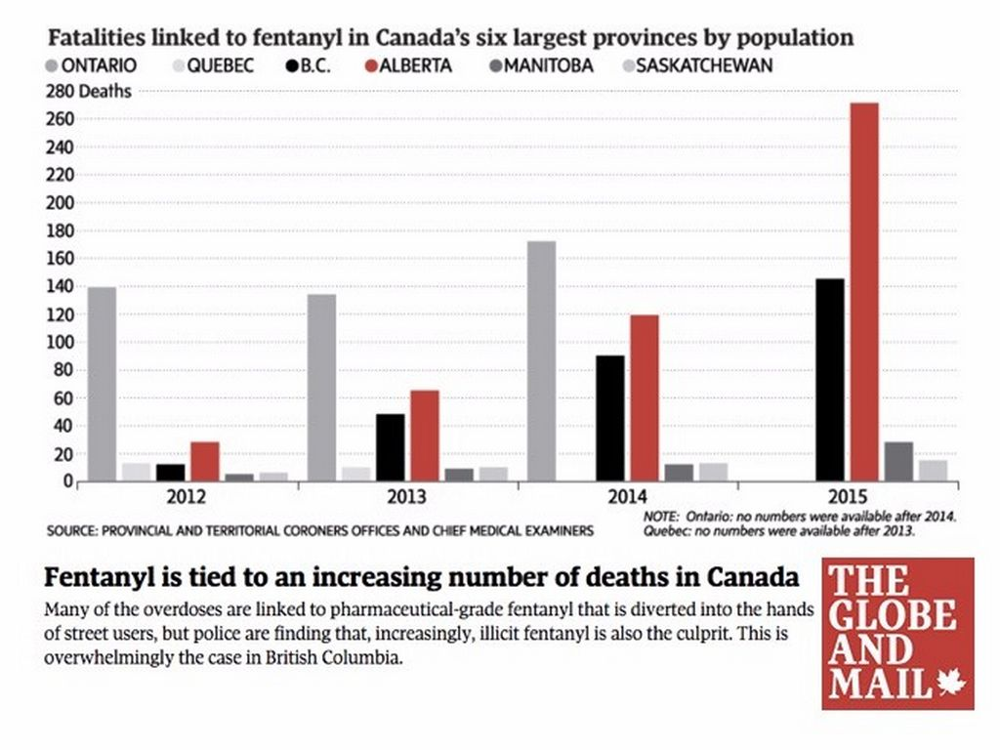 Fatalities linked to fentanyl in Canada's six largest provinces by population
ONTARIO QUEBEC B.C. ALBERTA MANITOBA SASKATCHEWAN
280 Deaths
260
240
220
200
180
160
140
120
100
80
60
40
20
0
2012 2013 2014 2015
NOTE: Ontario: no numbers were available after 2014.
SOURCE: PROVINCIAL AND TERRITORIAL CORONERS OFFICES AND CHIEF MEDICAL EXAMINERS
Quebec: no numbers were available after 2013.
Fentanyl is tied to an increasing number of deaths in Canada
Many of the overdoses are linked to pharmaceutical-grade fentanyl that is diverted into the hands
of street users, but police are finding that, increasingly, illicit fentanyl is also the culprit. This is
overwhelmingly the case in British Columbia.
THE
GLOBE
AND
MAIL